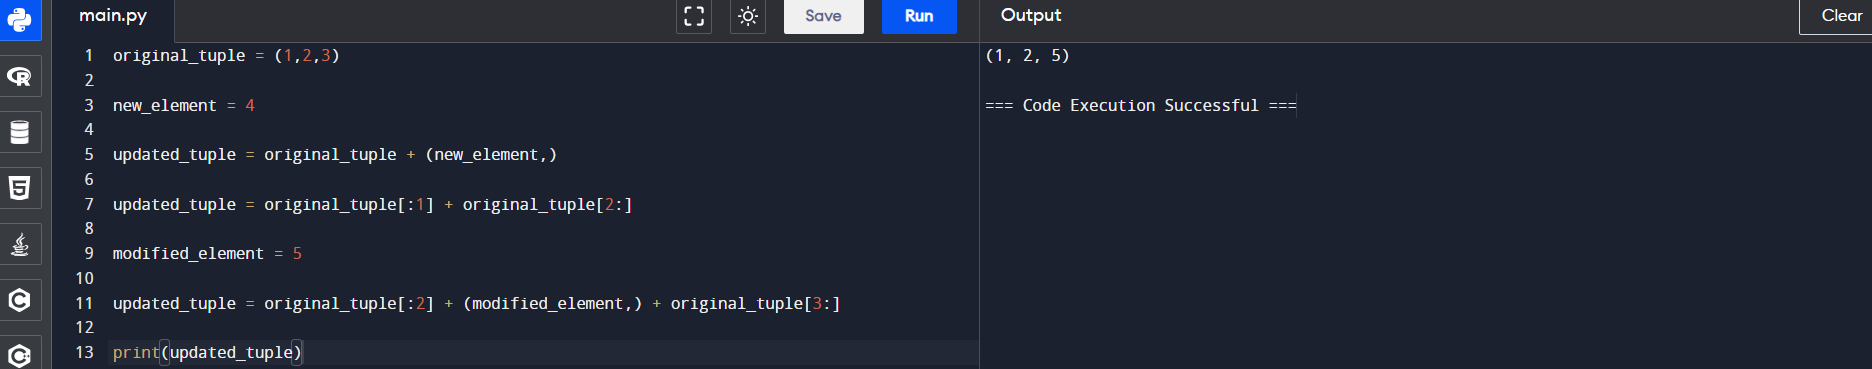 main.py
Save
Run
Output
Clear
1 original_tuple = (1,2,3)
2
3 new_element = 4
4
5 updated_tuple = original_tuple + (new_element,)
6
7 updated_tuple = original_tuple[:1] + original_tuple[2:]
8
9 modified_element = 5
10
11 updated_tuple = original_tuple[:2] + (modified_element,) + original_tuple[3:]
12
13 print(updated_tuple)
(1, 2, 5)
=== Code Execution Successful ===